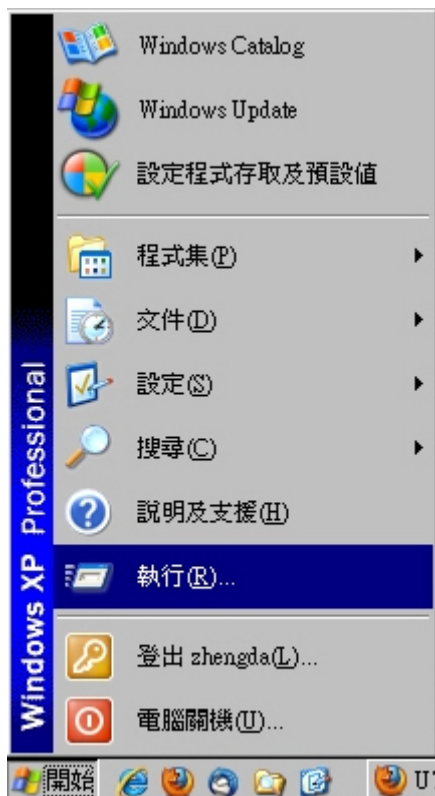 Windows Catalog
Windows Update
設定程式存取及預設值
程式集(P)
文件(D)
設定(S)
搜尋(C)
說明及支援(H)
執行(R)...
登出 zhengda(L)...
電腦關機(U)...
Windows XP Professional
開始